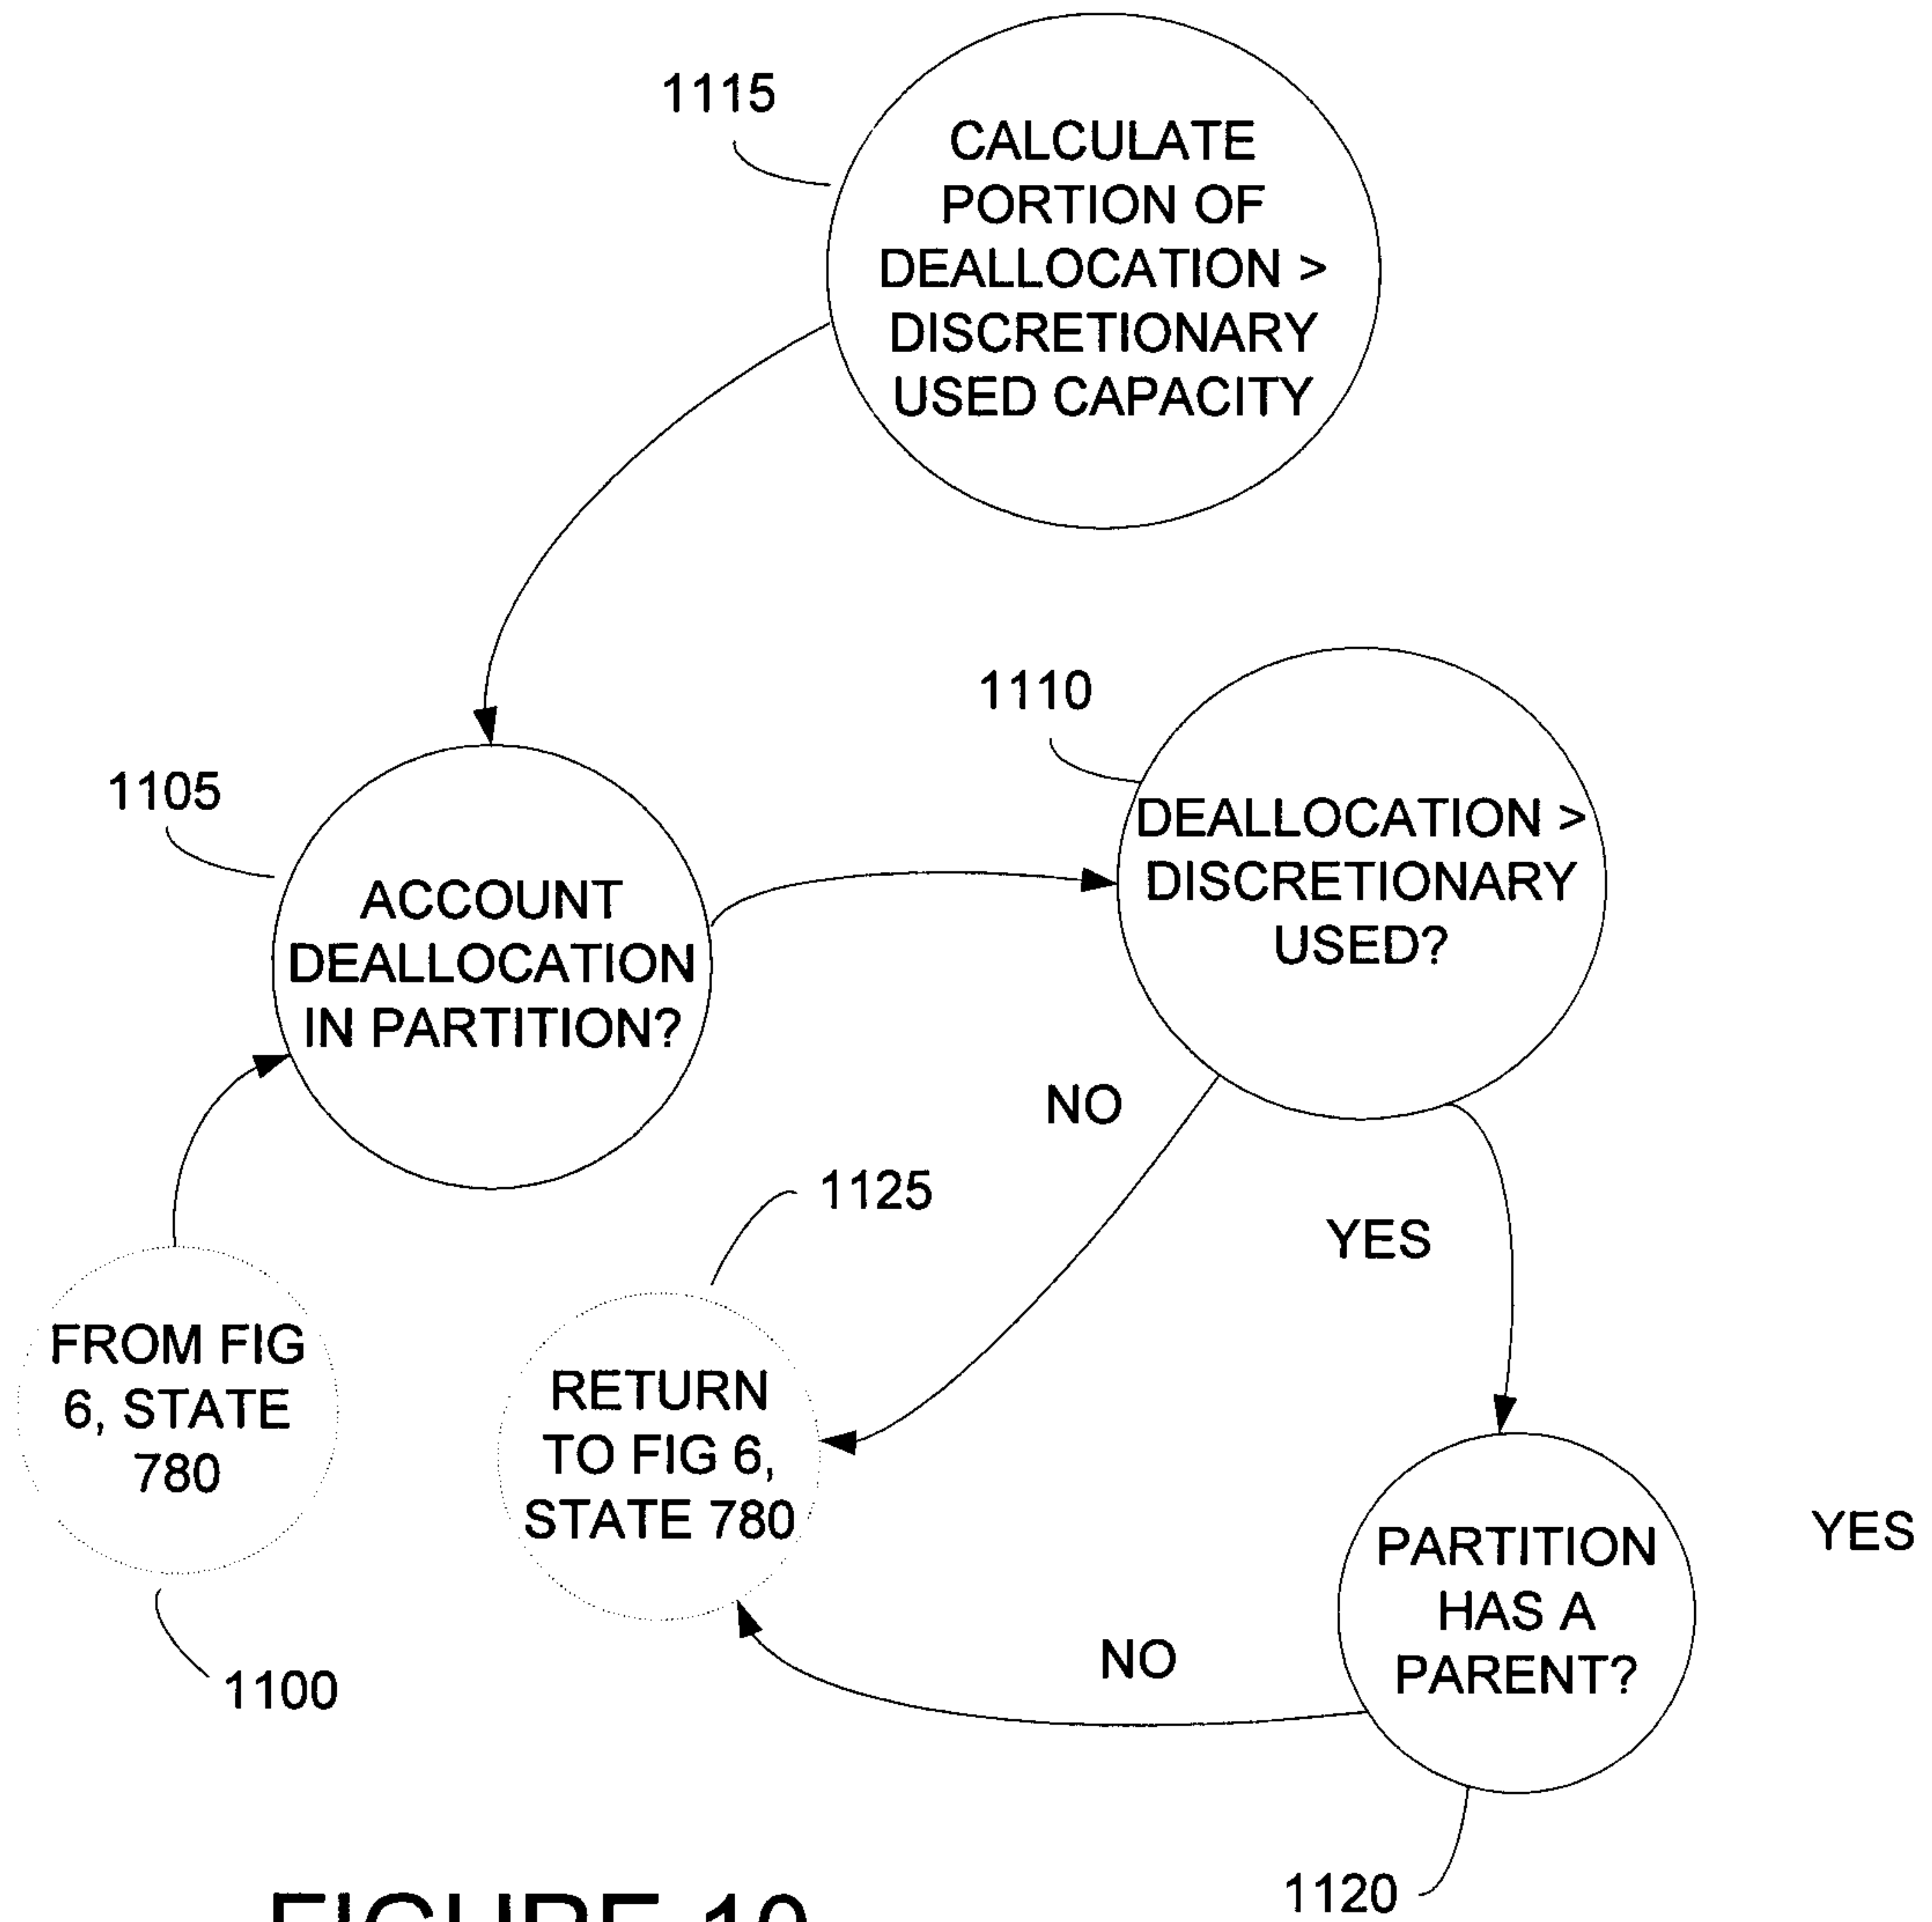 1115
CALCULATE
PORTION OF
DEALLOCATION >
DISCRETIONARY
USED CAPACITY
1110
DEALLOCATION >
DISCRETIONARY
USED?
1105
ACCOUNT
DEALLOCATION
IN PARTITION?
NO
1125
YES
FROM FIG
6, STATE
780
RETURN
TO FIG 6,
STATE 780
YES
PARTITION
HAS A
PARENT?
NO
1100
1120
FIGURE 10